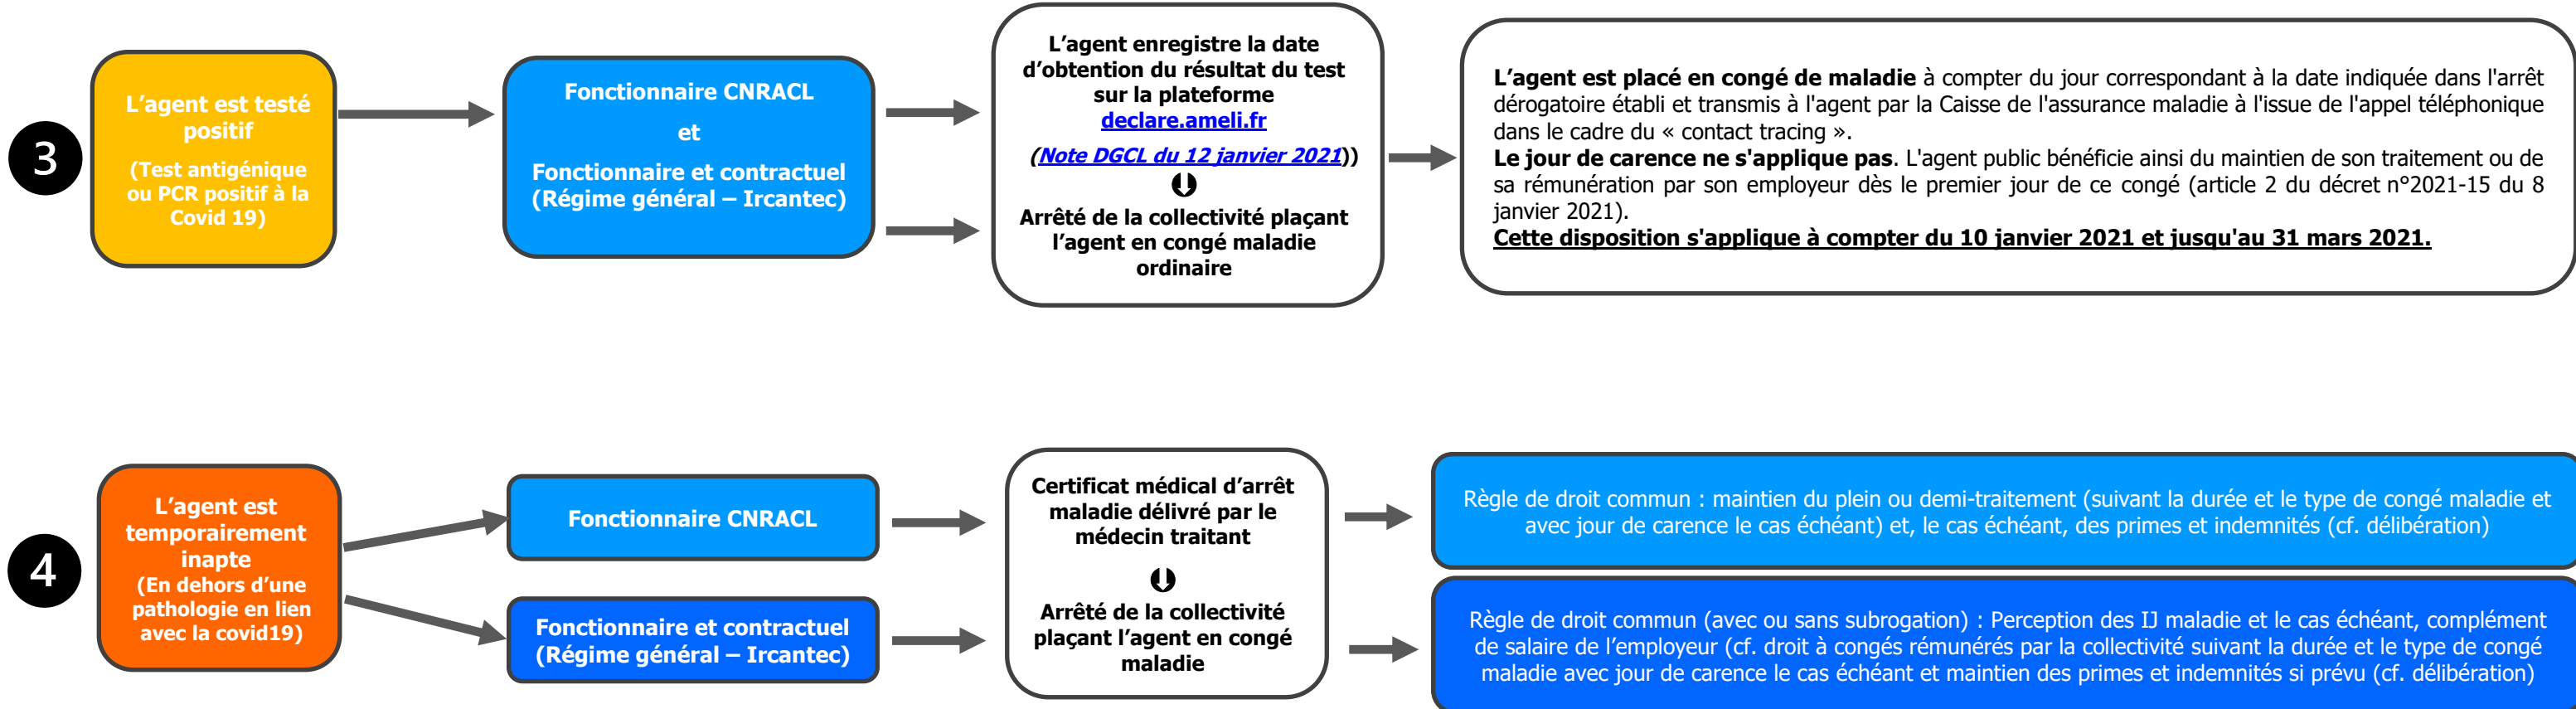 3
L’agent est testé
positif
(Test antigénique
ou PCR positif à la
Covid 19)
Fonctionnaire CNRACL
et
Fonctionnaire et contractuel
(Régime général – Ircantec)
L’agent enregistre la date
d’obtention du résultat du test
sur la plateforme
declare.ameli.fr
(Note DGCL du 12 janvier 2021))
Arrêté de la collectivité plaçant
l’agent en congé maladie
ordinaire
L’agent est placé en congé de maladie à compter du jour correspondant à la date indiquée dans l'arrêt
dérogatoire établi et transmis à l'agent par la Caisse de l'assurance maladie à l'issue de l'appel téléphonique
dans le cadre du « contact tracing ».
Le jour de carence ne s'applique pas. L'agent public bénéficie ainsi du maintien de son traitement ou de
sa rémunération par son employeur dès le premier jour de ce congé (article 2 du décret n°2021-15 du 8
janvier 2021).
Cette disposition s'applique à compter du 10 janvier 2021 et jusqu'au 31 mars 2021.
4
L’agent est
temporairement
inapte
(En dehors d’une
pathologie en lien
avec la covid19)
Fonctionnaire CNRACL
Fonctionnaire et contractuel
(Régime général – Ircantec)
Certificat médical d’arrêt
maladie délivré par le
médecin traitant
Arrêté de la collectivité
plaçant l’agent en congé
maladie
Règle de droit commun : maintien du plein ou demi-traitement (suivant la durée et le type de congé maladie et
avec jour de carence le cas échéant) et, le cas échéant, des primes et indemnités (cf. délibération)
Règle de droit commun (avec ou sans subrogation) : Perception des IJ maladie et le cas échéant, complément
de salaire de l’employeur (cf. droit à congés rémunérés par la collectivité suivant la durée et le type de congé
maladie avec jour de carence le cas échéant et maintien des primes et indemnités si prévu (cf. délibération)